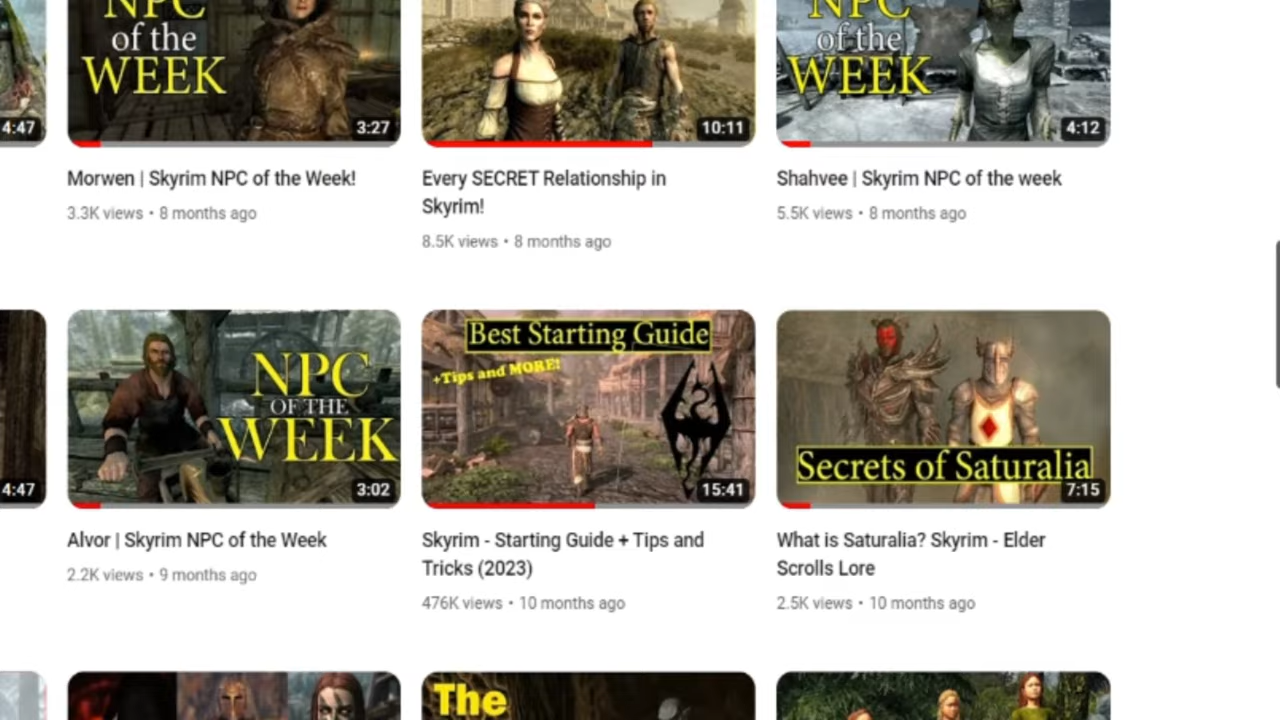 NPC
of the
WEEK
NPC
of the
WEEK
4:47
3:27
10:11
4:12
Morwen | Skyrim NPC of the Week!
Every SECRET Relationship in
Skyrim!
Shahvee | Skyrim NPC of the week
3.3K views • 8 months ago
8.5K views • 8 months ago
5.5K views • 8 months ago
NPC
OF THE
WEEK
Best Starting Guide
+Tips and MORE!
Secrets of Saturalia
4:47
3:02
15:41
7:15
Alvor | Skyrim NPC of the Week
Skyrim - Starting Guide + Tips and
Tricks (2023)
What is Saturalia? Skyrim - Elder
Scrolls Lore
2.2K views • 9 months ago
476K views • 10 months ago
2.5K views • 10 months ago
The